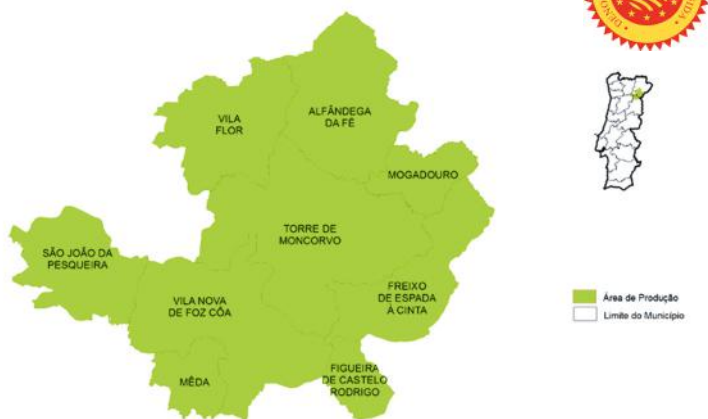 VILA
FLOR
ALFÂNDEGA
DA FÉ
MOGADOURO
TORRE DE
MONCORVO
SÃO JOÃO DA
PESQUEIRA
VILA NOVA
DE FOZ CÔA
FREIXO
DE ESPADA
À CINTA
MÊDA
FIGUEIRA
DE CASTELO
RODRIGO
Área de Produção
Limite do Município